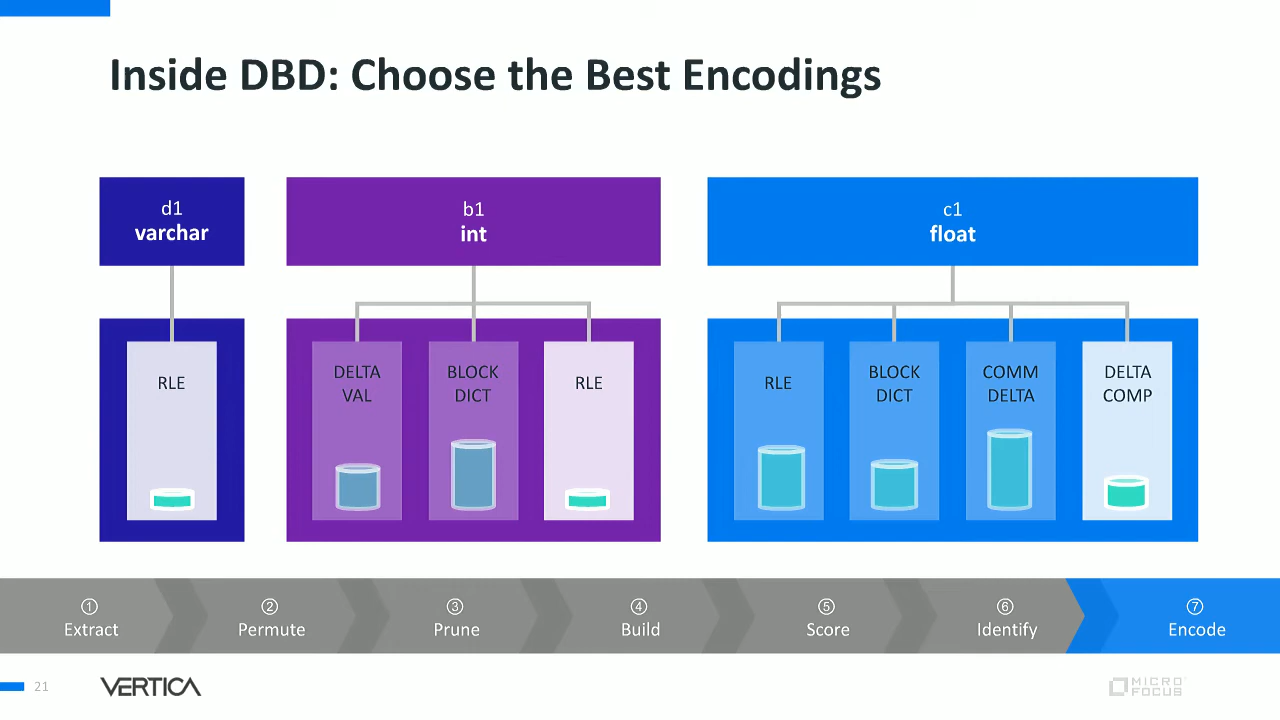 Inside DBD: Choose the Best Encodings
d1
varchar
b1
int
c1
float
RLE
DELTA
VAL
BLOCK
DICT
RLE
RLE
BLOCK
DICT
COMM
DELTA
DELTA
COMP
① 
Extract
②
Permute
③
Prune
④
Build
⑤
Score
⑥
Identify
⑦
Encode
21
VERTICA
MICRO
FOCUS